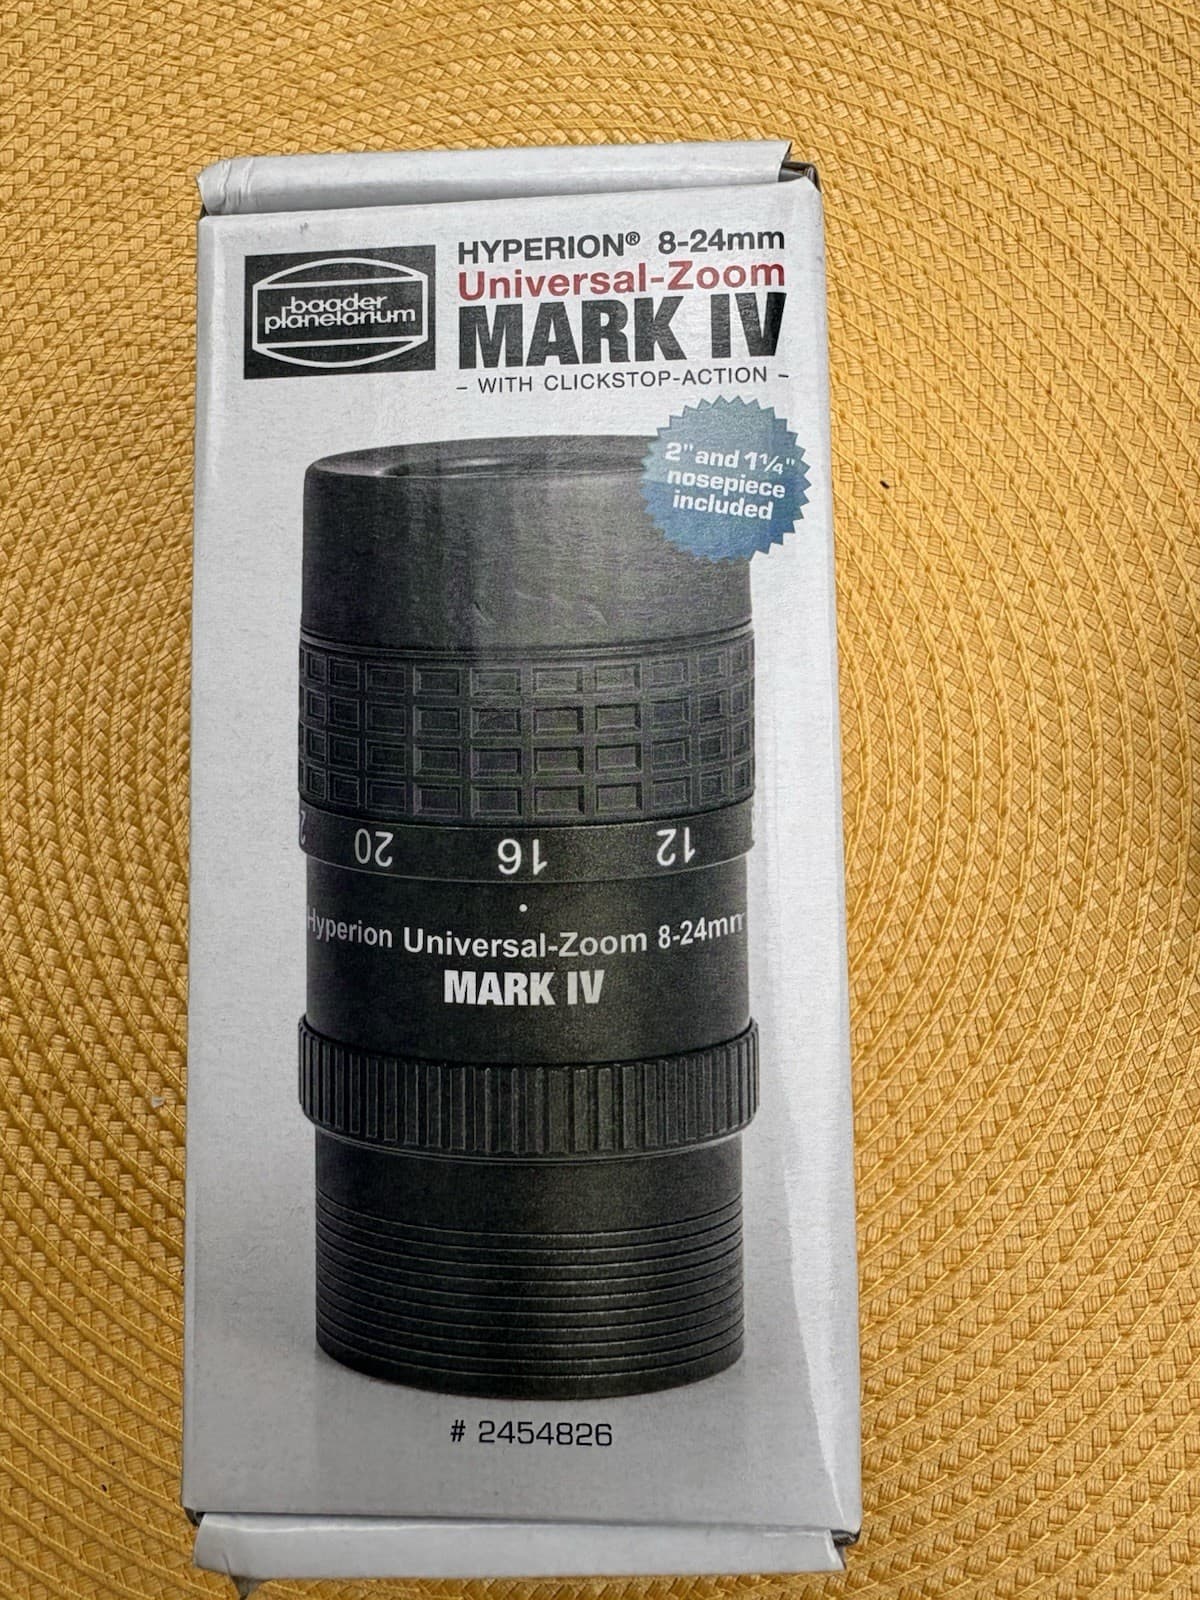 baader
planetarium
HYPERION® 8-24mm
Universal-Zoom
MARK IV
– WITH CLICKSTOP-ACTION –
2" and 1¼"
nosepiece
included
20 16 12
Hyperion Universal-Zoom 8-24mm
MARK IV
# 2454826